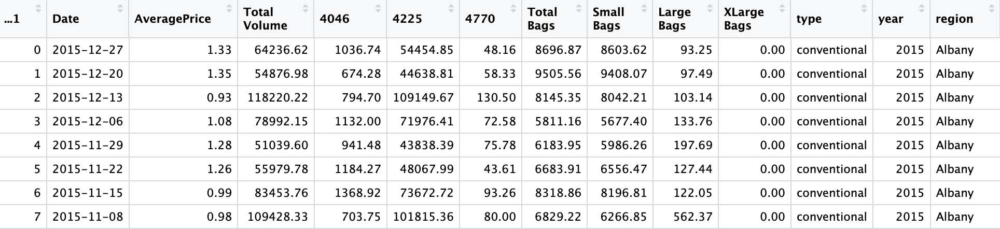 ...1 Date AveragePrice Total Volume 4046 4225 4770 Total Bags Small Bags Large Bags XLarge Bags type year region
0 2015-12-27 1.33 64236.62 1036.74 54454.85 48.16 8696.87 8603.62 93.25 0.00 conventional 2015 Albany
1 2015-12-20 1.35 54876.98 674.28 44638.81 58.33 9505.56 9408.07 97.49 0.00 conventional 2015 Albany
2 2015-12-13 0.93 118220.22 794.70 109149.67 130.50 8145.35 8042.21 103.14 0.00 conventional 2015 Albany
3 2015-12-06 1.08 78992.15 1132.00 71976.41 72.58 5811.16 5677.40 133.76 0.00 conventional 2015 Albany
4 2015-11-29 1.28 51039.60 941.48 43838.39 75.78 6183.95 5986.26 197.69 0.00 conventional 2015 Albany
5 2015-11-22 1.26 55979.78 1184.27 48067.99 43.61 6683.91 6556.47 127.44 0.00 conventional 2015 Albany
6 2015-11-15 0.99 83453.76 1368.92 73672.72 93.26 8318.86 8196.81 122.05 0.00 conventional 2015 Albany
7 2015-11-08 0.98 109428.33 703.75 101815.36 80.00 6829.22 6266.85 562.37 0.00 conventional 2015 Albany